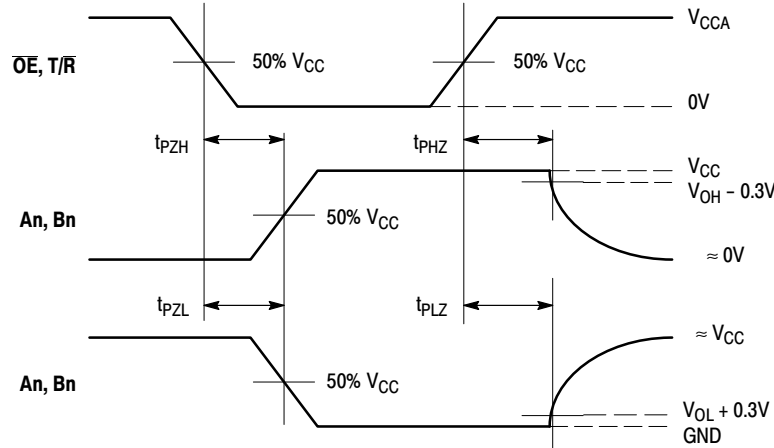 V_CCA
O̅E̅, T/R̅
50% V_CC
50% V_CC
0V
t_PZH
t_PHZ
V_CC
V_OH – 0.3V
An, Bn
50% V_CC
≈ 0V
t_PZL
t_PLZ
≈ V_CC
An, Bn
50% V_CC
V_OL + 0.3V
GND